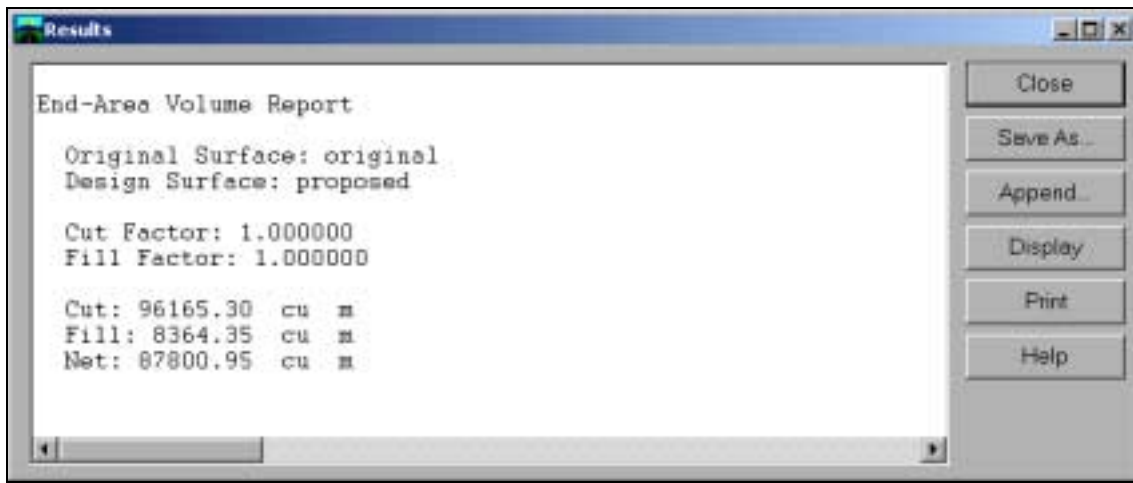 Results
End-Area Volume Report
Original Surface: original
Design Surface: proposed
Cut Factor: 1.000000
Fill Factor: 1.000000
Cut: 96165.30 cu m
Fill: 8364.35 cu m
Net: 87800.95 cu m
Close
Save As...
Append...
Display
Print
Help